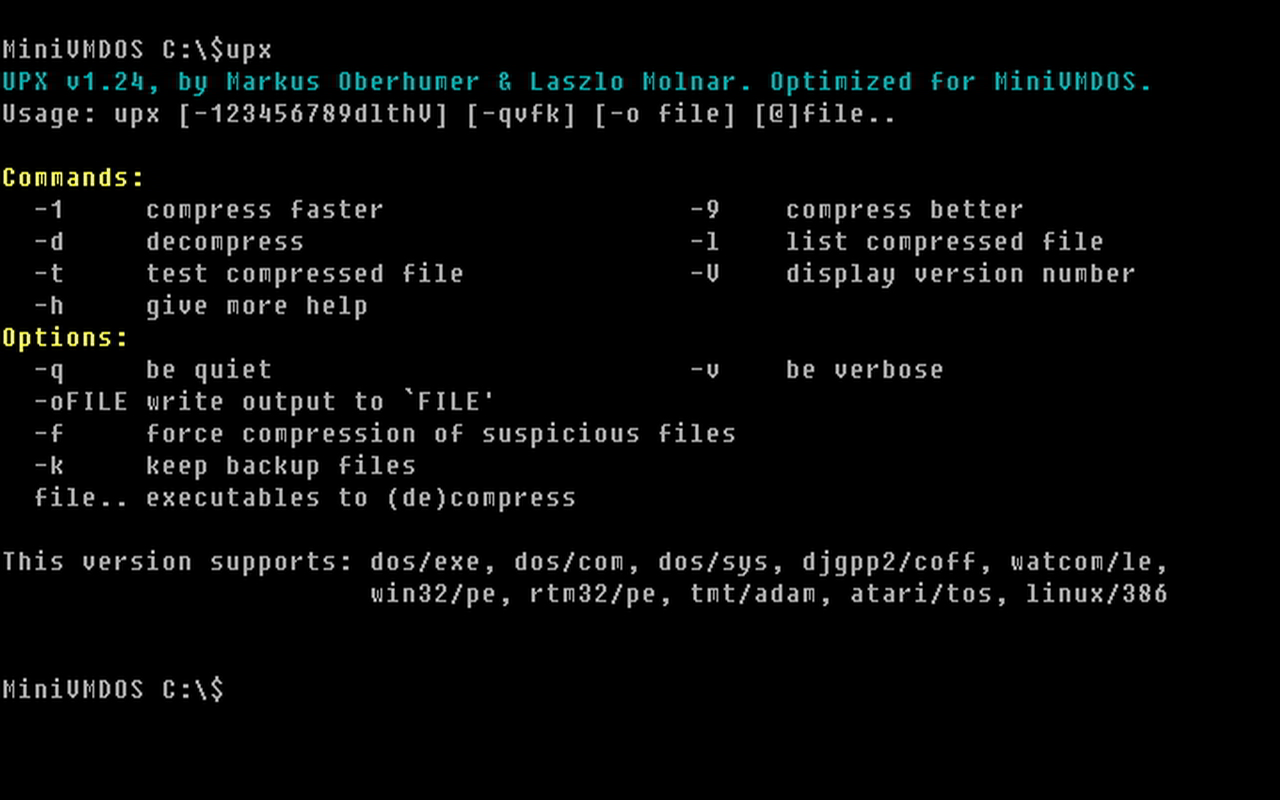 MiniVMDOS C:\$upx
UPX v1.24, by Markus Oberhumer & Laszlo Molnar. Optimized for MiniVMDOS.
Usage: upx [-123456789dlthV] [-qvfk] [-o file] [@]file..
Commands:
-1 compress faster -9 compress better
-d decompress -l list compressed file
-t test compressed file -V display version number
-h give more help
Options:
-q be quiet -v be verbose
-oFILE write output to `FILE'
-f force compression of suspicious files
-k keep backup files
file.. executables to (de)compress
This version supports: dos/exe, dos/com, dos/sys, djgpp2/coff, watcom/le,
win32/pe, rtm32/pe, tmt/adam, atari/tos, linux/386
MiniVMDOS C:\$